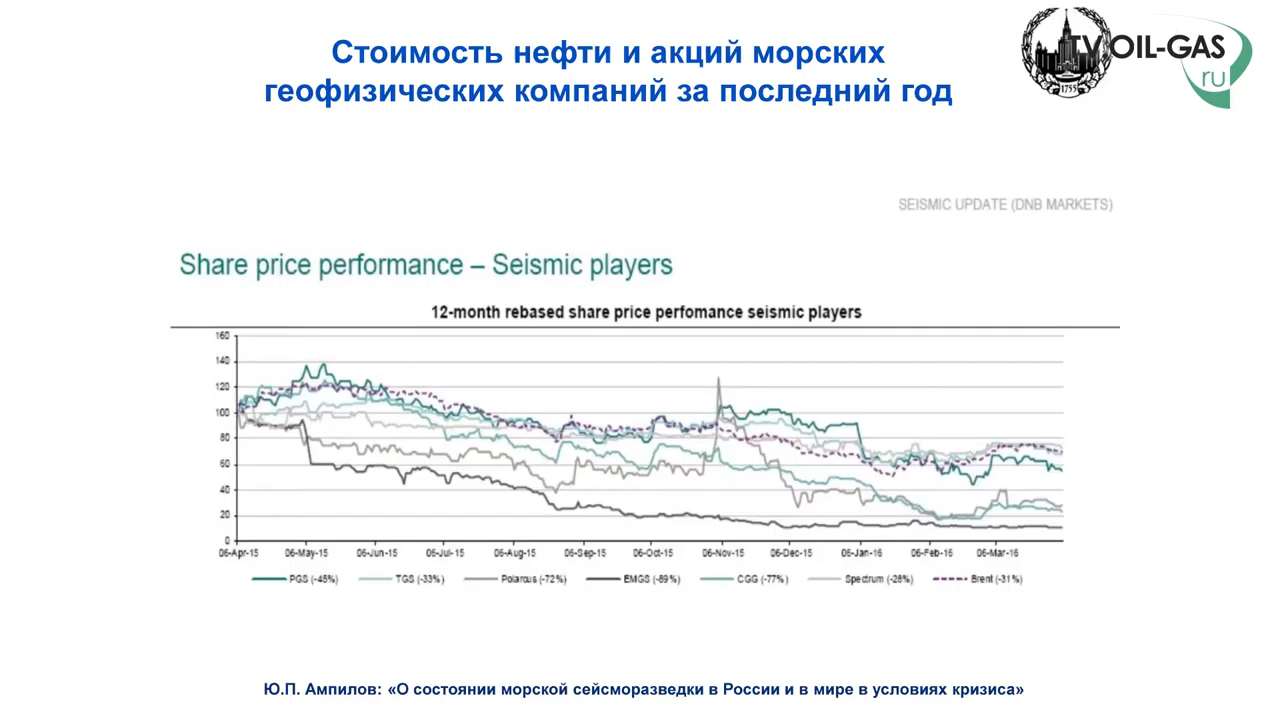 Стоимость нефти и акций морских
геофизических компаний за последний год
TV OIL-GAS
ru
1755
SEISMIC UPDATE (DNB MARKETS)
Share price performance – Seismic players
12-month rebased share price perfomance seismic players
160
140
120
100
80
60
40
20
0
06-Apr-15 06-May-15 06-Jun-15 06-Jul-15 06-Aug-15 06-Sep-15 06-Oct-15 06-Nov-15 06-Dec-15 06-Jan-16 06-Feb-16 06-Mar-16
PGS (-48%) TGS (-33%) Polarcus (-72%) EMGS (-89%) CGG (-77%) Spectrum (-28%) Brent (-31%)
Ю.П. Ампилов: «О состоянии морской сейсморазведки в России и в мире в условиях кризиса»